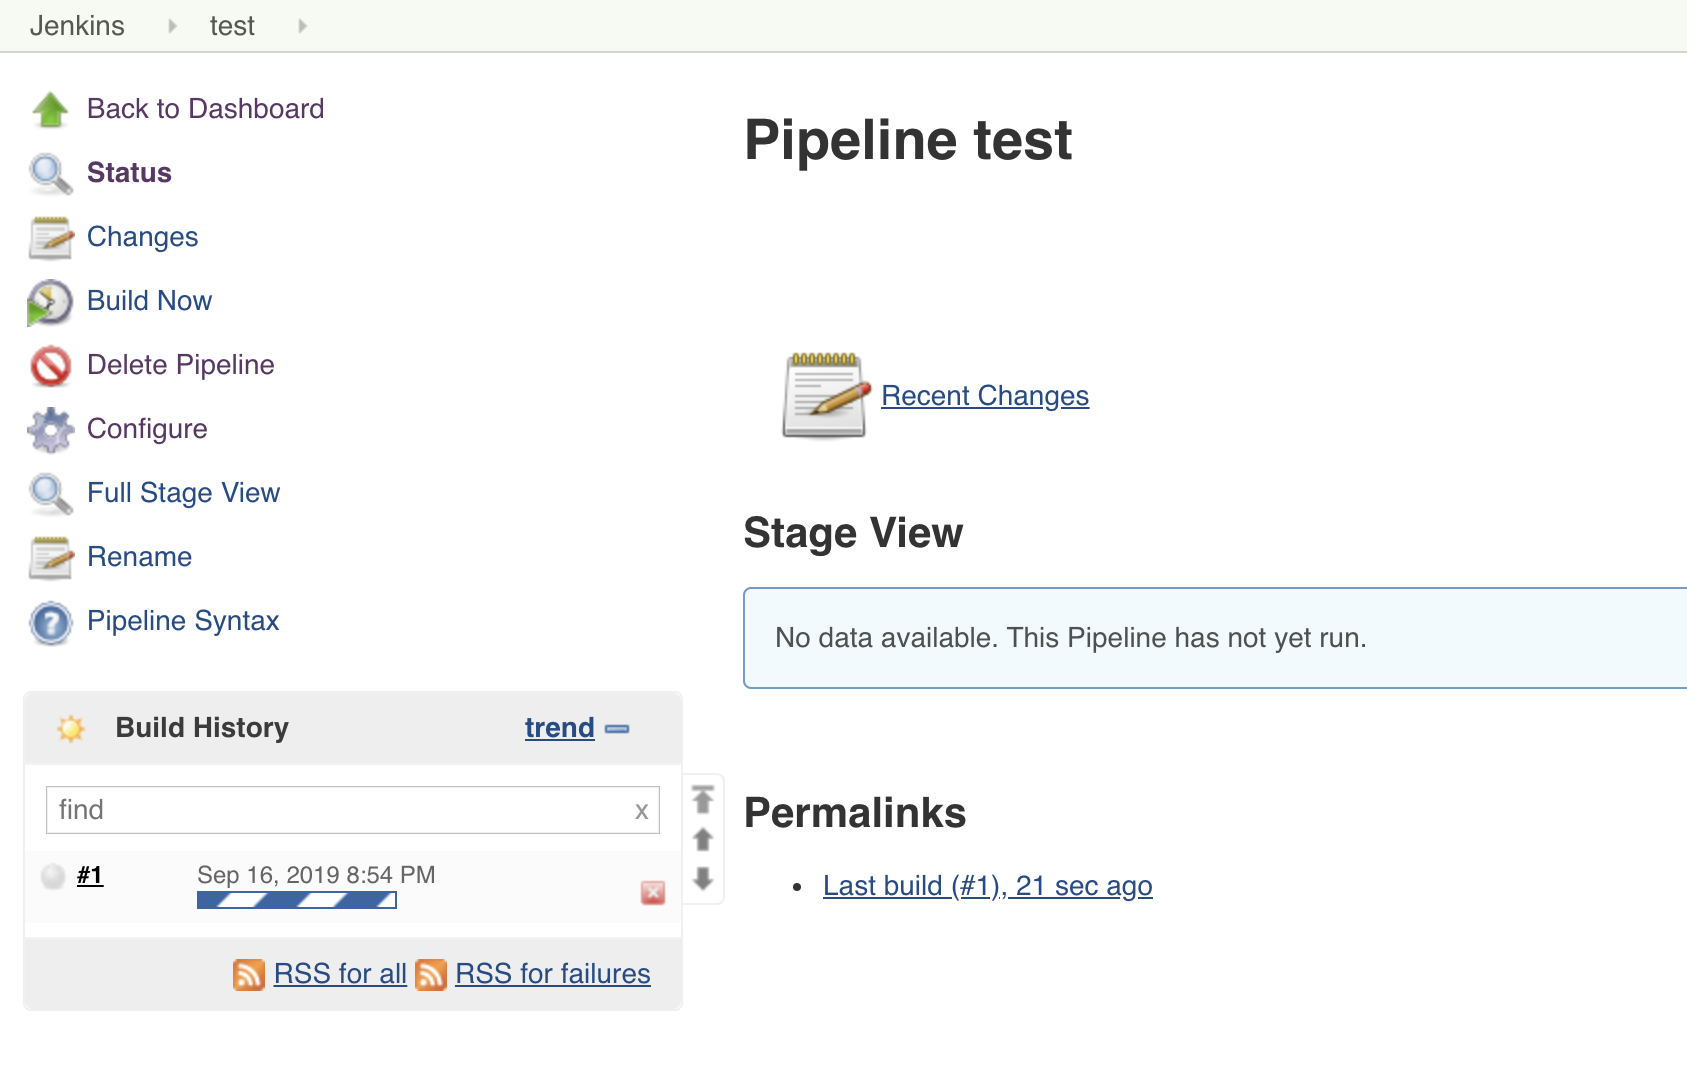 Jenkins test
Back to Dashboard
Status
Changes
Build Now
Delete Pipeline
Configure
Full Stage View
Rename
Pipeline Syntax
Build History trend
find x
#1 Sep 16, 2019 8:54 PM
RSS for all RSS for failures
Pipeline test
Recent Changes
Stage View
No data available. This Pipeline has not yet run.
Permalinks
Last build (#1), 21 sec ago